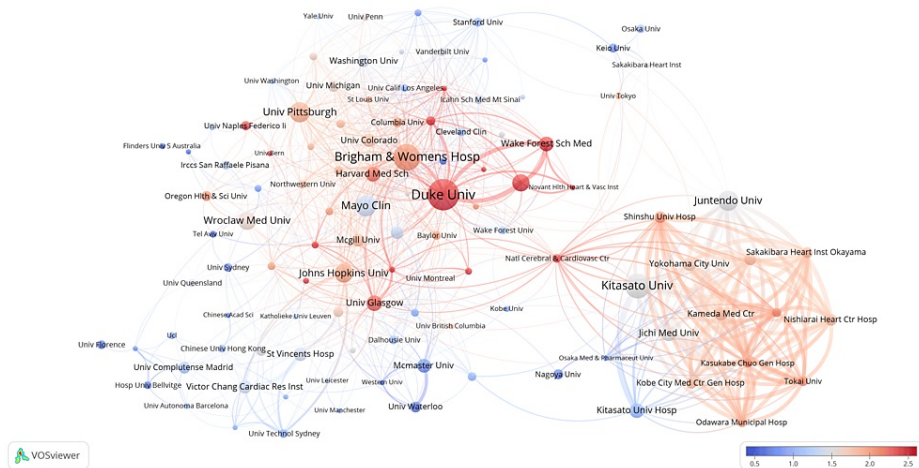 Yale Univ
Univ Penn
Stanford Univ
Osaka Univ
Keio Univ
Vanderbilt Univ
Washington Univ
Sakakibara Heart Inst
Univ Washington
Univ Michigan
Univ Calif Los Angeles
Univ Tokyo
St Louis Univ
Icahn Sch Med Mt Sinai
Univ Pittsburgh
Columbia Univ
Univ Naples Federico Ii
Cleveland Clin
Univ Colorado
Wake Forest Sch Med
Flinders Univ S Australia
Brigham & Womens Hosp
Irccs San Raffaele Pisana
Harvard Med Sch
Northwestern Univ
Novant Hlth Heart & Vasc Inst
Oregon Hlth & Sci Univ
Duke Univ
Juntendo Univ
Mayo Clin
Shinshu Univ Hosp
Wroclaw Med Univ
Tel Aviv Univ
Wake Forest Univ
Mcgill Univ
Baylor Univ
Sakakibara Heart Inst Okayama
Natl Cerebral & Cardiovasc Ctr
Yokohama City Univ
Univ Sydney
Johns Hopkins Univ
Univ Montreal
Univ Queensland
Kitasato Univ
Univ Glasgow
Kobe Univ
Chinese Acad Sci
Katholieke Univ Leuven
Kameda Med Ctr
Nishiarai Heart Ctr Hosp
Univ British Columbia
Jichi Med Univ
Ucl
Dalhousie Univ
Univ Florence
Chinese Univ Hong Kong
St Vincents Hosp
Osaka Med & Pharmaceut Univ
Univ Complutense Madrid
Mcmaster Univ
Kasukabe Chuo Gen Hosp
Nagoya Univ
Hosp Univ Bellvitge
Victor Chang Cardiac Res Inst
Univ Leicester
Western Univ
Kobe City Med Ctr Gen Hosp
Tokai Univ
Univ Autonoma Barcelona
Univ Manchester
Univ Waterloo
Kitasato Univ Hosp
Odawara Municipal Hosp
Univ Technol Sydney
VOSviewer
0.5 1.0 1.5 2.0 2.5